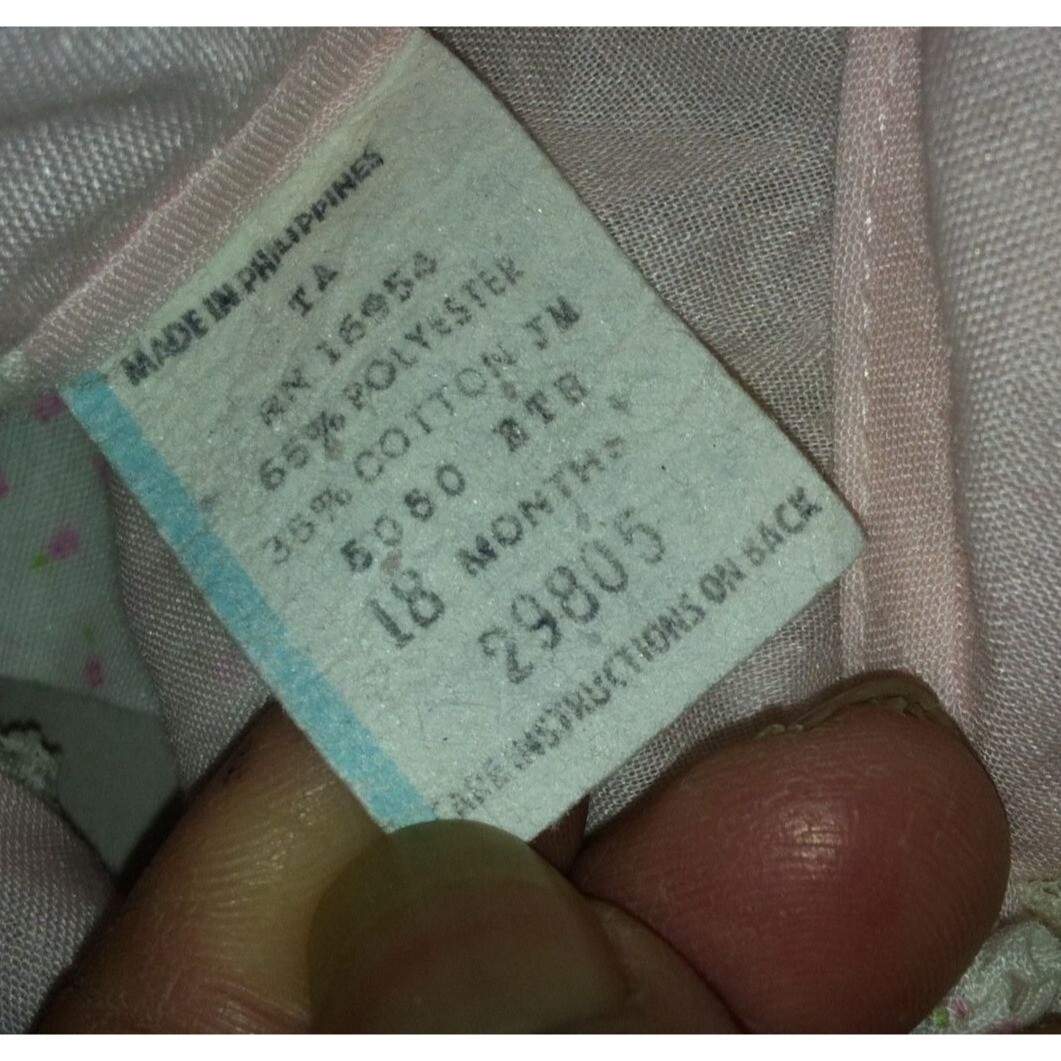 MADE IN PHILIPPINES
TA
RN 16954
65% POLYESTER
35% COTTON JM
5050 RTB
18 MONTHS
29805
CARE INSTRUCTIONS ON BACK